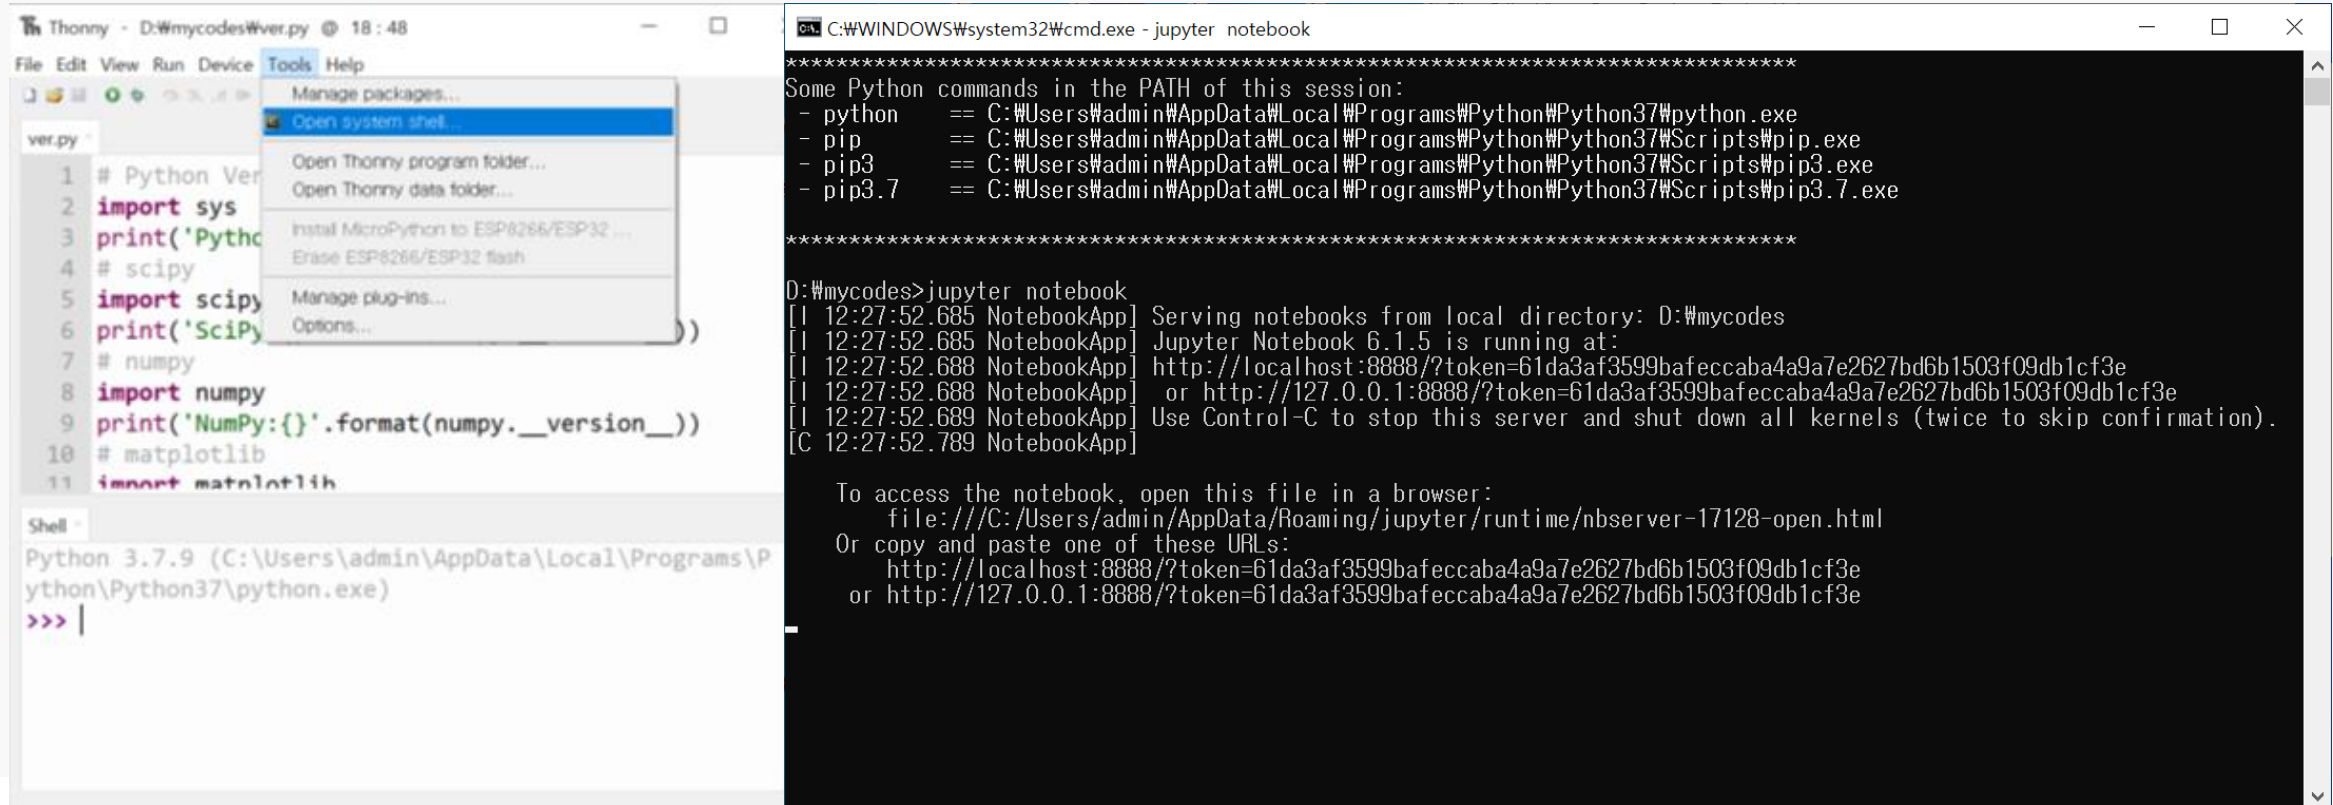 Thonny - D:₩mycodes₩ver.py @ 18 : 48
File Edit View Run Device Tools Help
Manage packages...
Open system shell...
Open Thonny program folder...
Open Thonny data folder...
Install MicroPython to ESP8266/ESP32 ...
Erase ESP8266/ESP32 flash
Manage plug-ins...
Options...
ver.py
1 # Python Ver
2 import sys
3 print('Pytho
4 # scipy
5 import scipy
6 print('SciPy ))
7 # numpy
8 import numpy
9 print('NumPy:{}'.format(numpy.__version__))
10 # matplotlib
11 import matplotlib
Shell
Python 3.7.9 (C:\Users\admin\AppData\Local\Programs\P
ython\Python37\python.exe)
>>>
C:₩WINDOWS₩system32₩cmd.exe - jupyter notebook
********************************************************************************
Some Python commands in the PATH of this session:
- python == C:₩Users₩admin₩AppData₩Local₩Programs₩Python₩Python37₩python.exe
- pip == C:₩Users₩admin₩AppData₩Local₩Programs₩Python₩Python37₩Scripts₩pip.exe
- pip3 == C:₩Users₩admin₩AppData₩Local₩Programs₩Python₩Python37₩Scripts₩pip3.exe
- pip3.7 == C:₩Users₩admin₩AppData₩Local₩Programs₩Python₩Python37₩Scripts₩pip3.7.exe
********************************************************************************
D:₩mycodes>jupyter notebook
[I 12:27:52.685 NotebookApp] Serving notebooks from local directory: D:₩mycodes
[I 12:27:52.685 NotebookApp] Jupyter Notebook 6.1.5 is running at:
[I 12:27:52.688 NotebookApp] http://localhost:8888/?token=61da3af3599bafeccaba4a9a7e2627bd6b1503f09db1cf3e
[I 12:27:52.688 NotebookApp] or http://127.0.0.1:8888/?token=61da3af3599bafeccaba4a9a7e2627bd6b1503f09db1cf3e
[I 12:27:52.689 NotebookApp] Use Control-C to stop this server and shut down all kernels (twice to skip confirmation).
[C 12:27:52.789 NotebookApp]
To access the notebook, open this file in a browser:
file:///C:/Users/admin/AppData/Roaming/jupyter/runtime/nbserver-17128-open.html
Or copy and paste one of these URLs:
http://localhost:8888/?token=61da3af3599bafeccaba4a9a7e2627bd6b1503f09db1cf3e
or http://127.0.0.1:8888/?token=61da3af3599bafeccaba4a9a7e2627bd6b1503f09db1cf3e